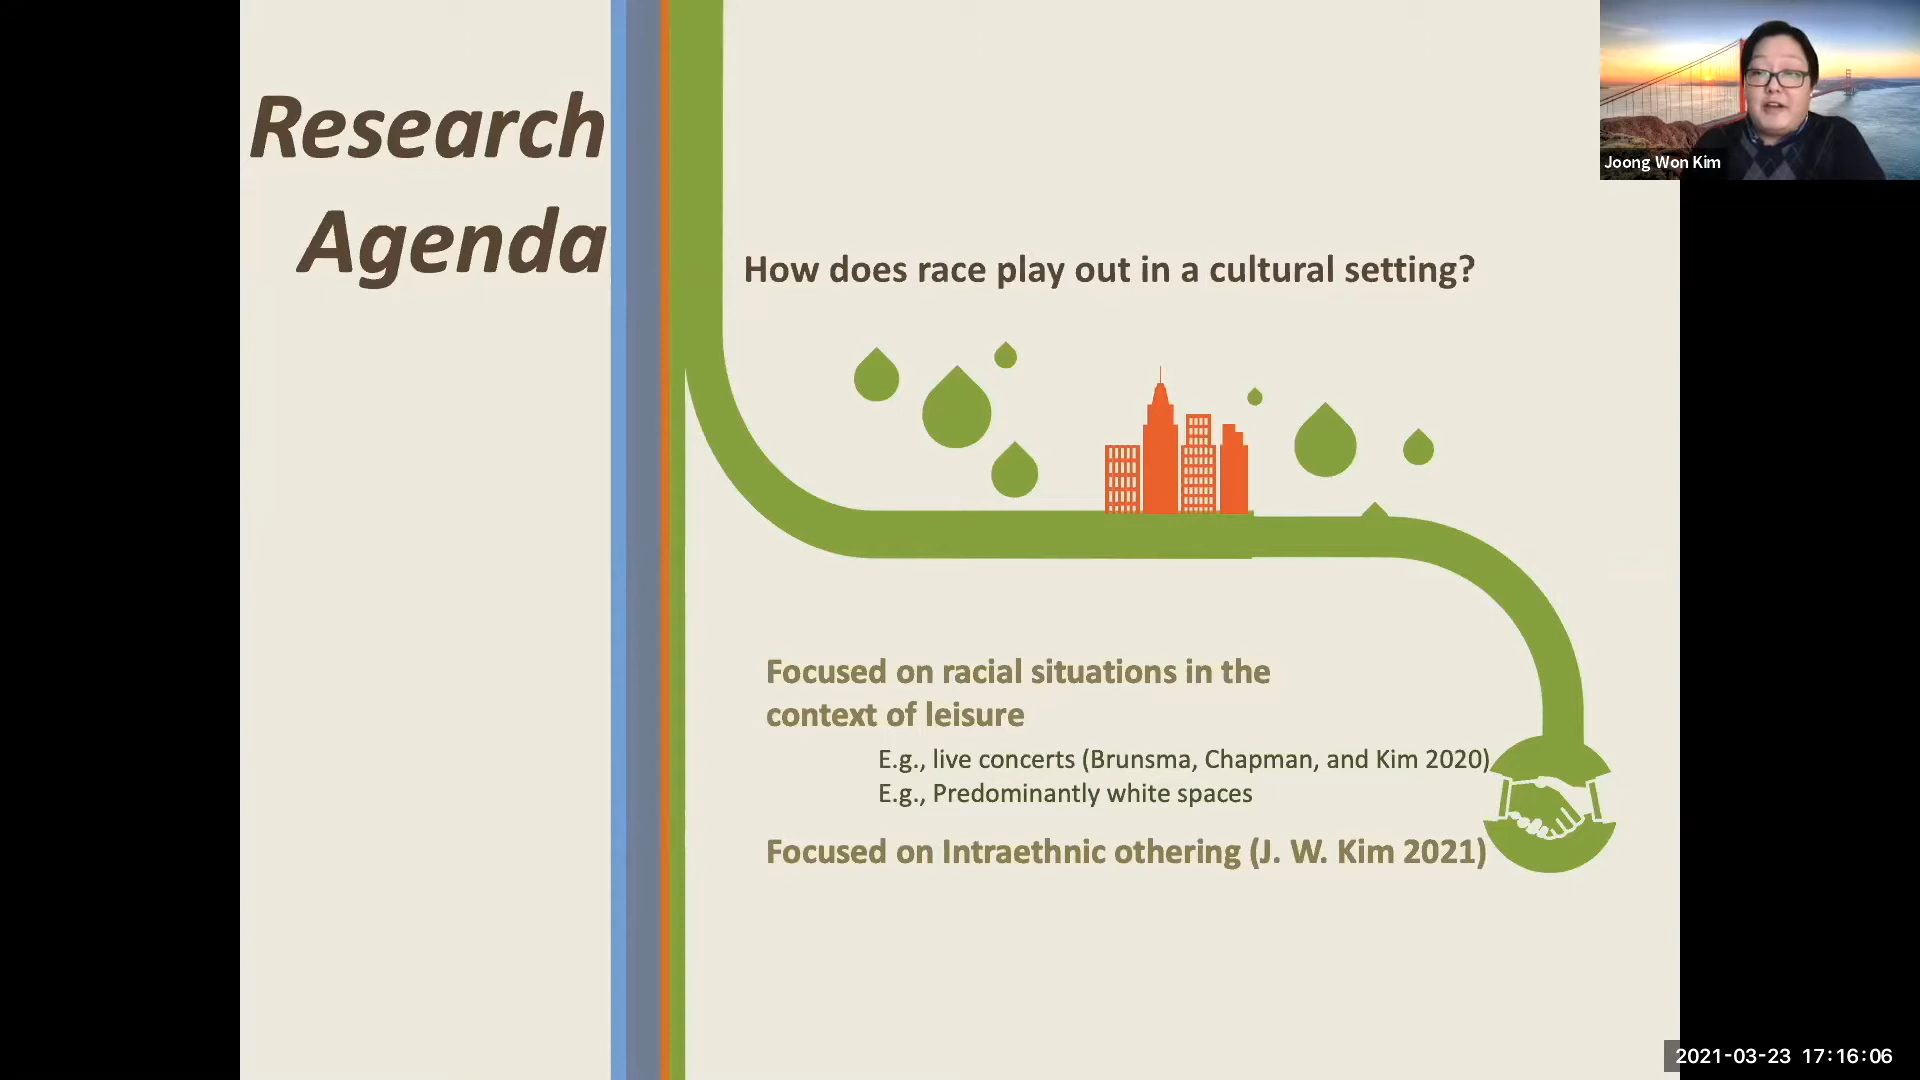 Research
Agenda
Joong Won Kim
How does race play out in a cultural setting?
Focused on racial situations in the
context of leisure
E.g., live concerts (Brunsma, Chapman, and Kim 2020)
E.g., Predominantly white spaces
Focused on Intraethnic othering (J. W. Kim 2021)
2021-03-23 17:16:06